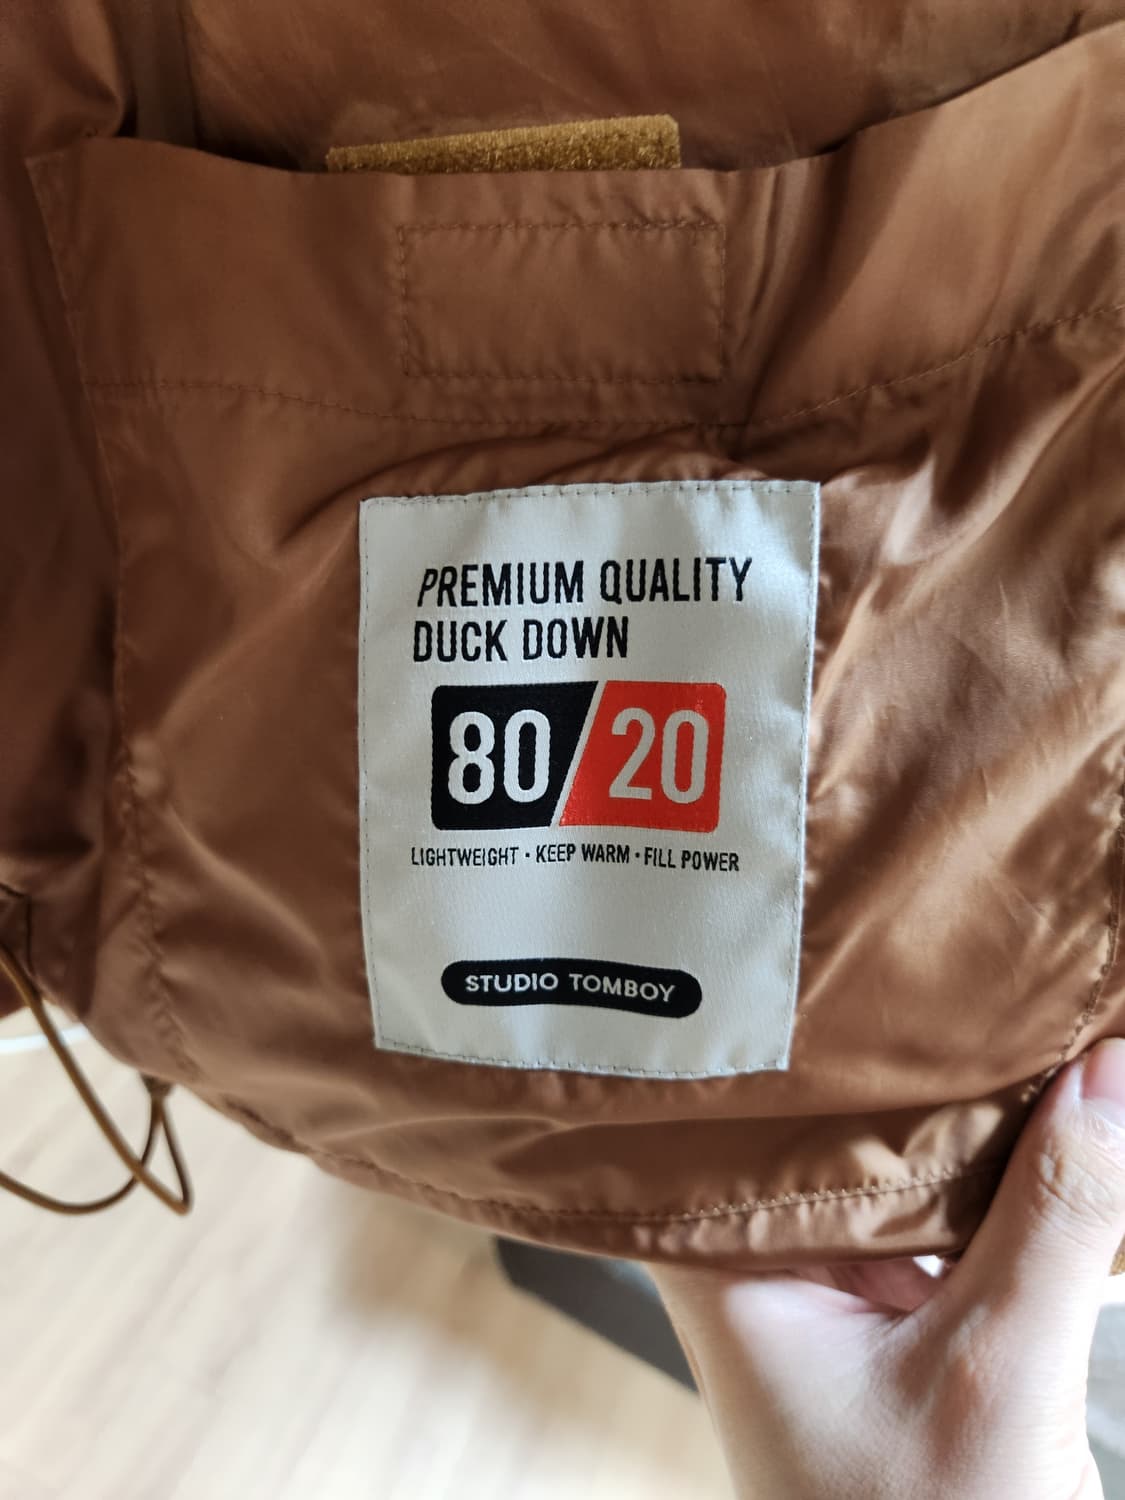 PREMIUM QUALITY
DUCK DOWN
80/20
LIGHTWEIGHT · KEEP WARM · FILL POWER
STUDIO TOMBOY